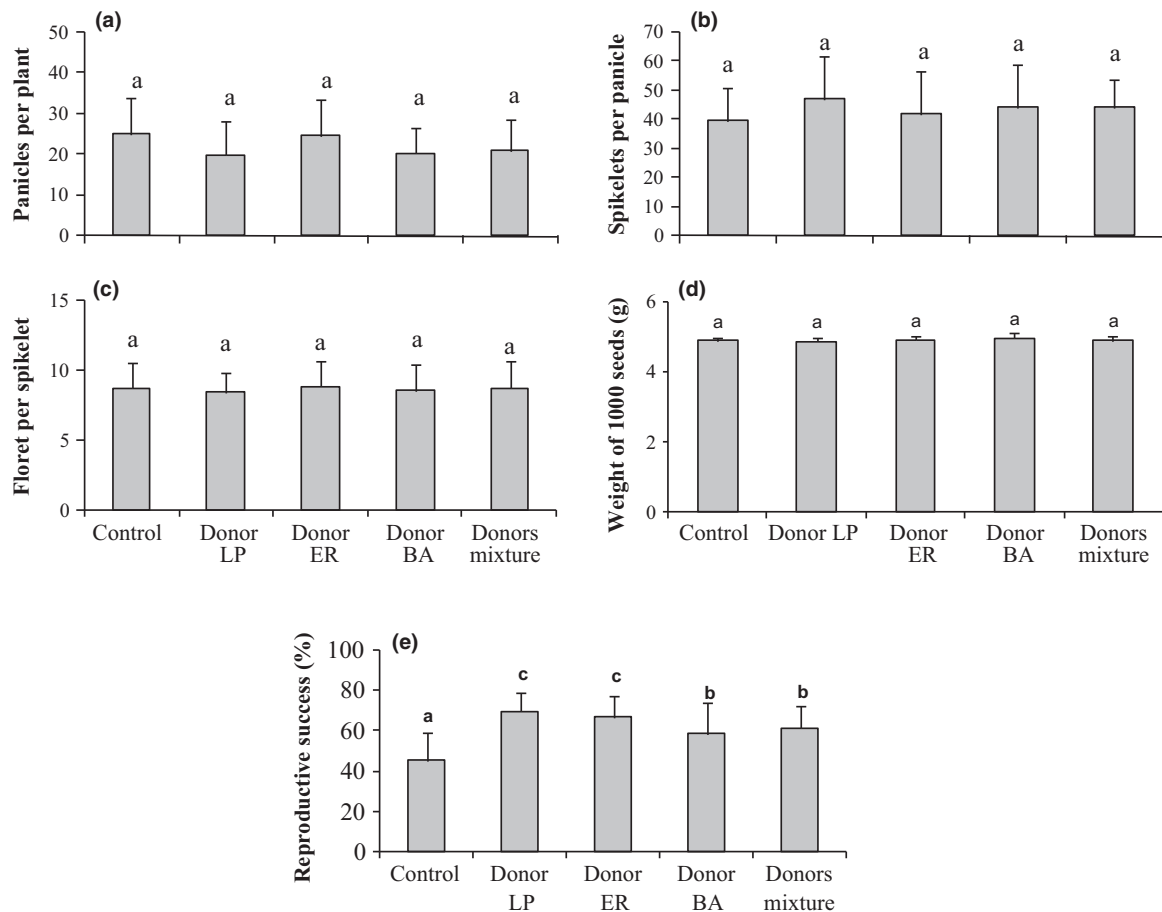 (a)
Panicles per plant
50
40
30
20
10
0
a a a a a
(b)
Spikelets per panicle
70
60
50
40
30
20
10
0
a a a a a
(c)
Floret per spikelet
15
10
5
0
a a a a a
Control Donor Donor Donor Donors
LP ER BA mixture
(d)
Weight of 1000 seeds (g)
6
4
2
0
a a a a a
Control Donor LP Donor Donor Donors
ER BA mixture
(e)
Reproductive success (%)
100
80
60
40
20
0
a c c b b
Control Donor Donor Donor Donors
LP ER BA mixture